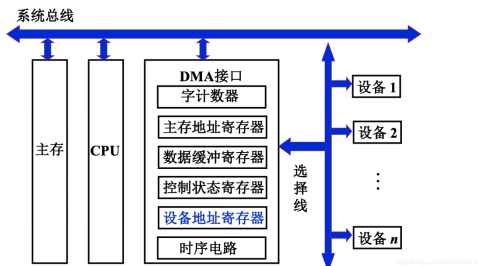 系统总线
DMA接口
字计数器
主存地址寄存器
数据缓冲寄存器
控制状态寄存器
设备地址寄存器
时序电路
主存
CPU
选择线
设备 1
设备 2
⋮
设备 n